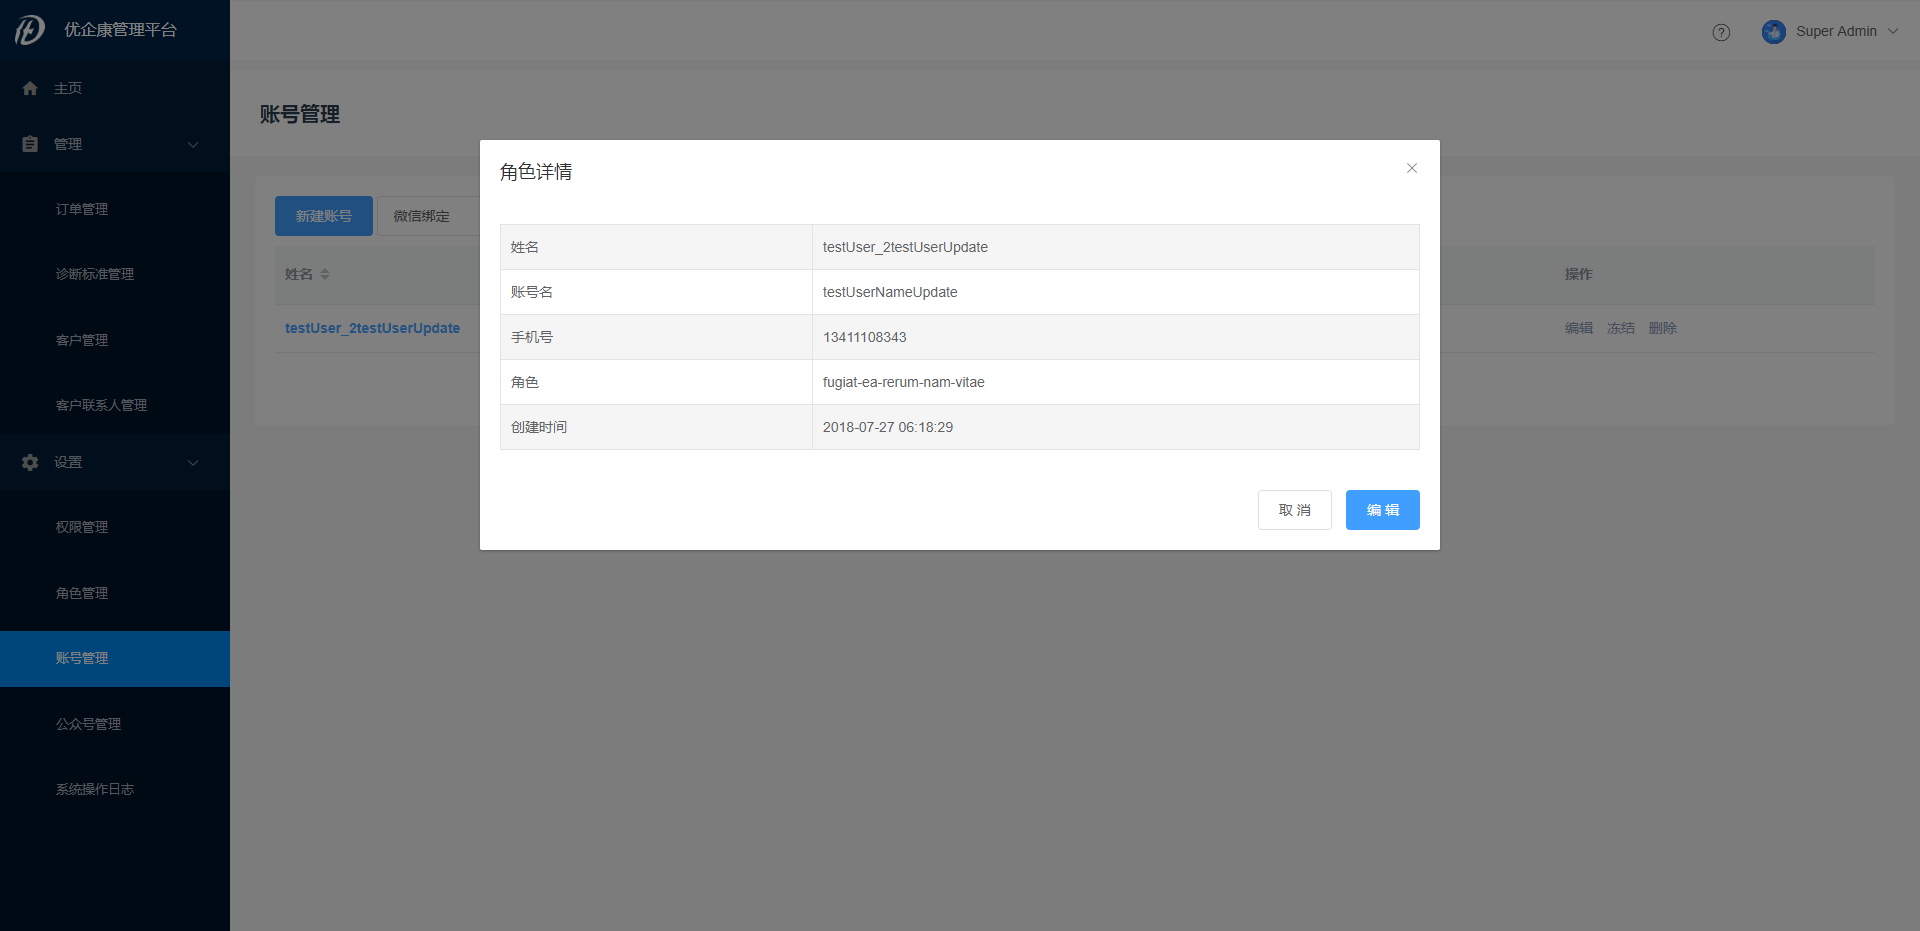 优企康管理平台
Super Admin
主页
管理
订单管理
诊断标准管理
客户管理
客户联系人管理
设置
权限管理
角色管理
账号管理
公众号管理
系统操作日志
账号管理
新建账号
微信绑定
姓名
操作
testUser_2testUserUpdate
编辑 冻结 删除
角色详情
姓名 testUser_2testUserUpdate
账号名 testUserNameUpdate
手机号 13411108343
角色 fugiat-ea-rerum-nam-vitae
创建时间 2018-07-27 06:18:29
取消
编辑